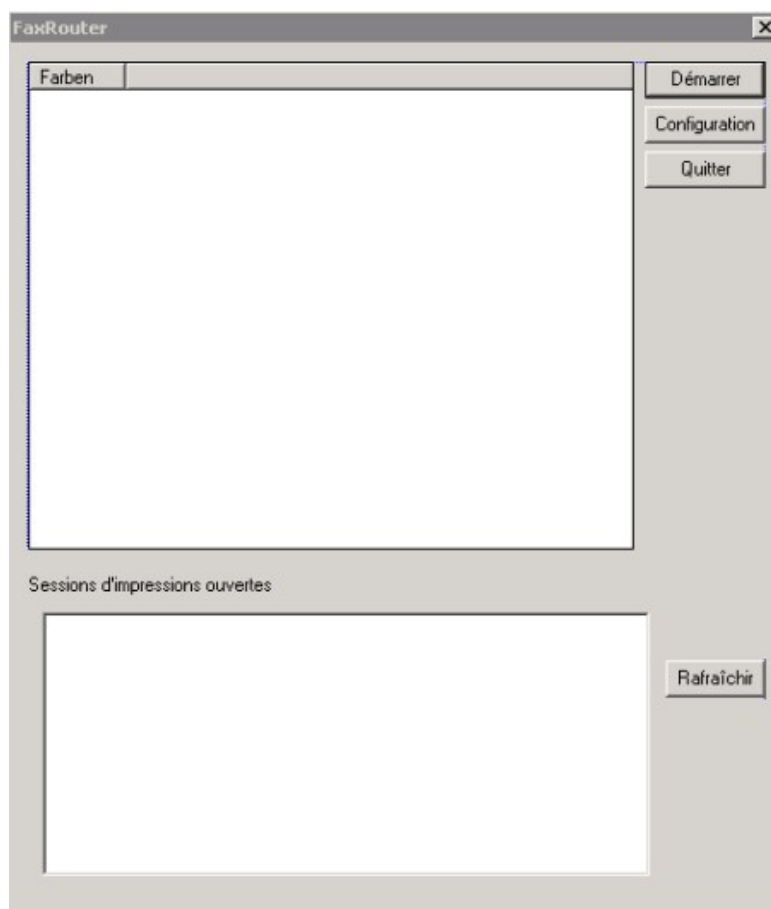 FaxRouter
Farben
Démarrer
Configuration
Quitter
Sessions d'impressions ouvertes
Rafraîchir